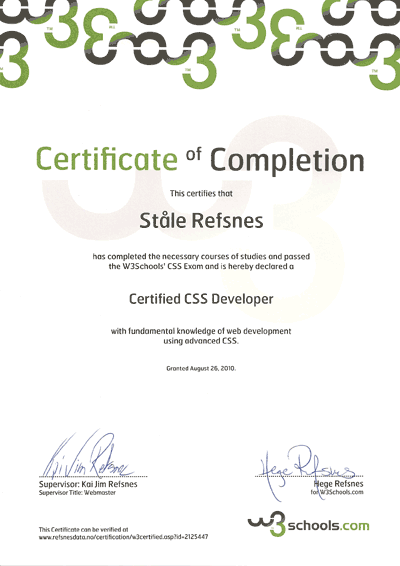 Certificate of Completion
This certifies that
Ståle Refsnes
has completed the necessary courses of studies and passed
the W3Schools' CSS Exam and is hereby declared a
Certified CSS Developer
with fundamental knowledge of web development
using advanced CSS.
Granted August 26, 2010.
Kai Jim Refsnes
Hege Refsnes
Supervisor: Kai Jim Refsnes
Supervisor Title: Webmaster
Hege Refsnes
for W3Schools.com
This Certificate can be verified at
www.refsnesdata.no/certification/w3certified.asp?id=2125447
w3schools.com